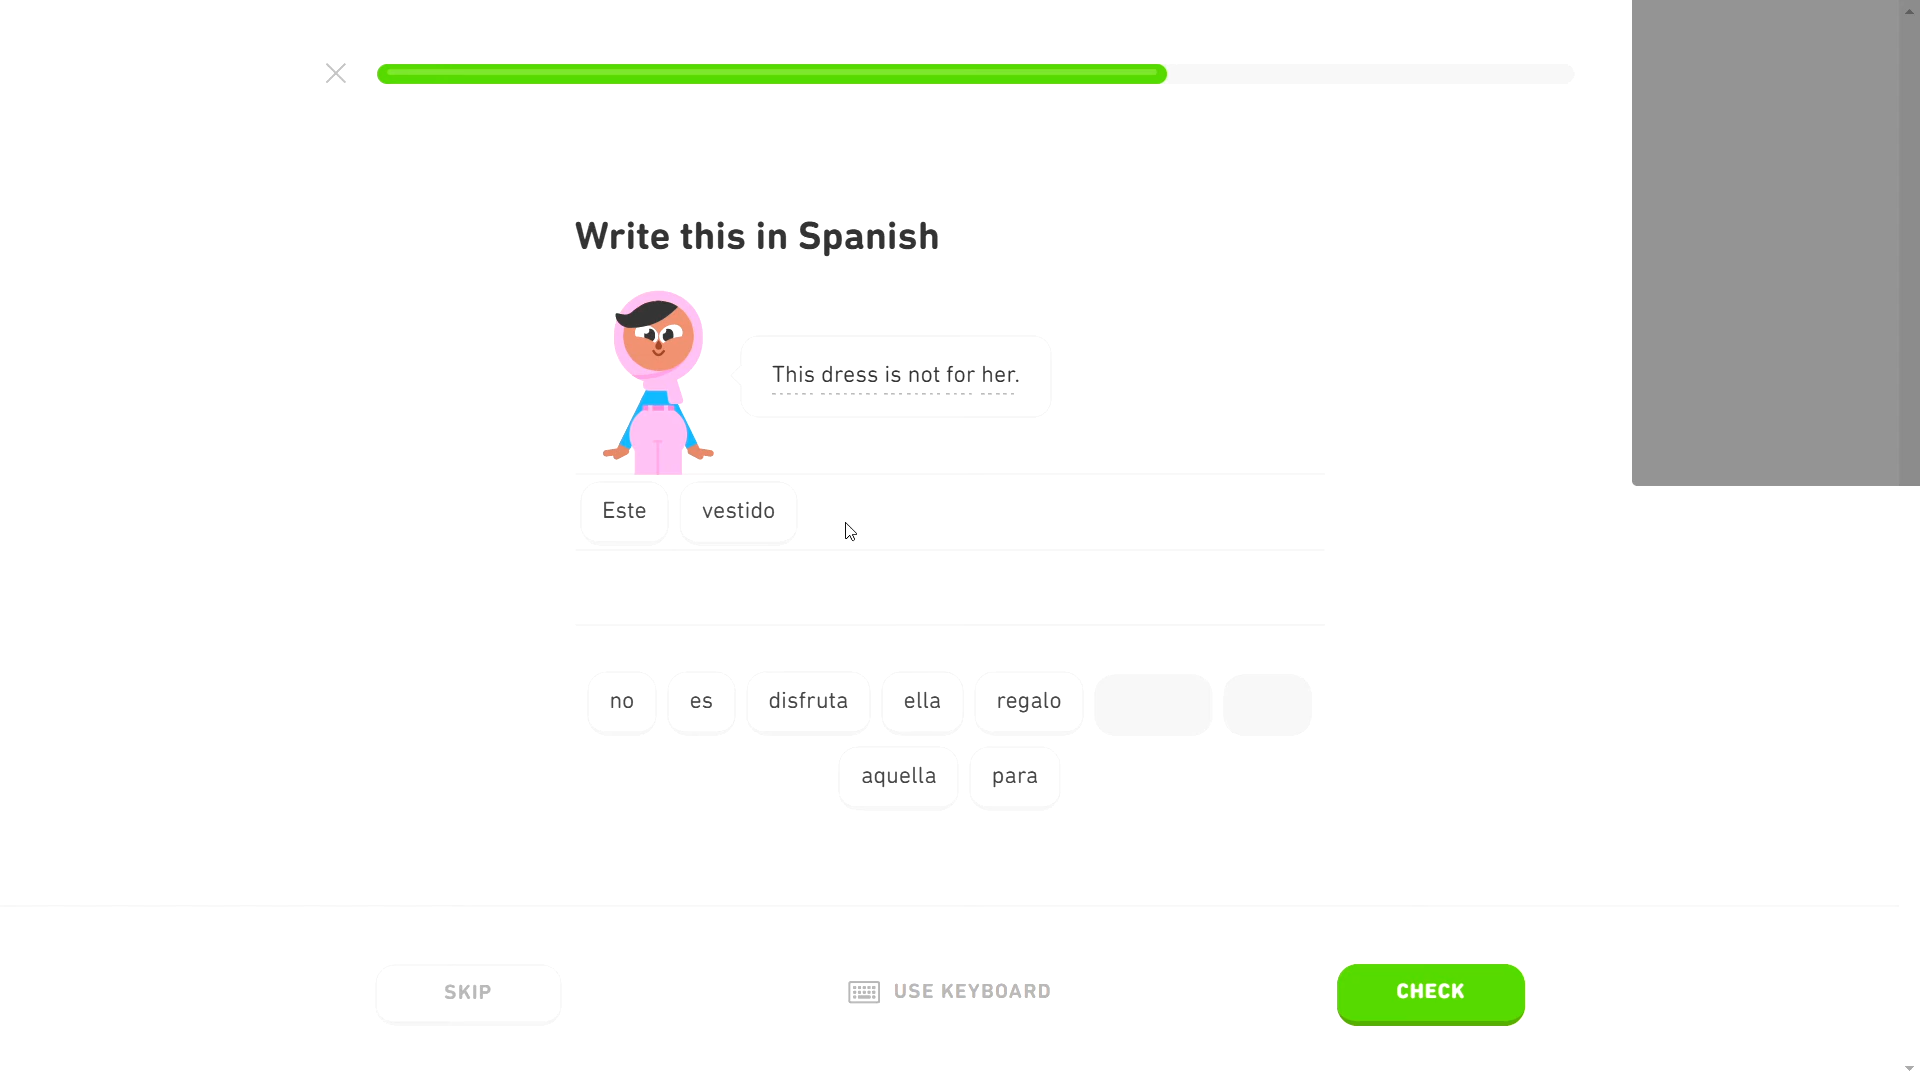 Write this in Spanish
This dress is not for her.
Este vestido
no es disfruta ella regalo
aquella para
SKIP USE KEYBOARD CHECK